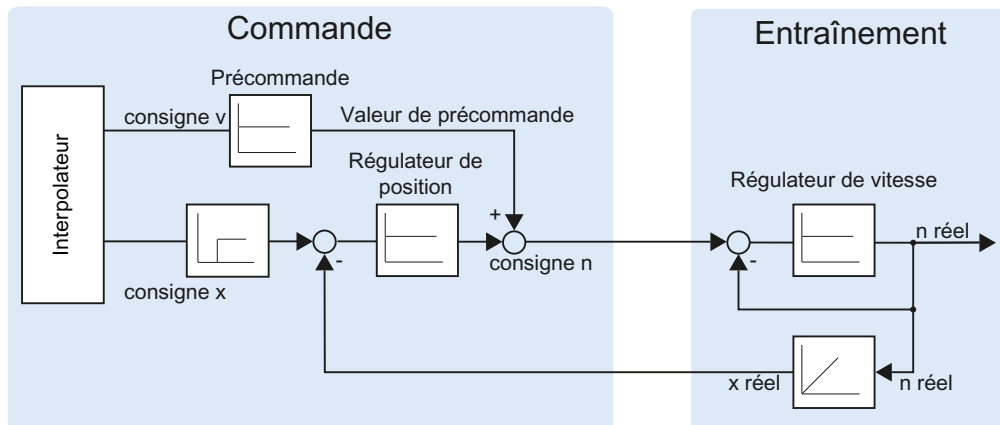 Commande
Entraînement
Précommande
consigne v
Valeur de précommande
Interpolateur
Régulateur de
position
Régulateur de vitesse
+
n réel
-
-
consigne n
consigne x
x réel
n réel